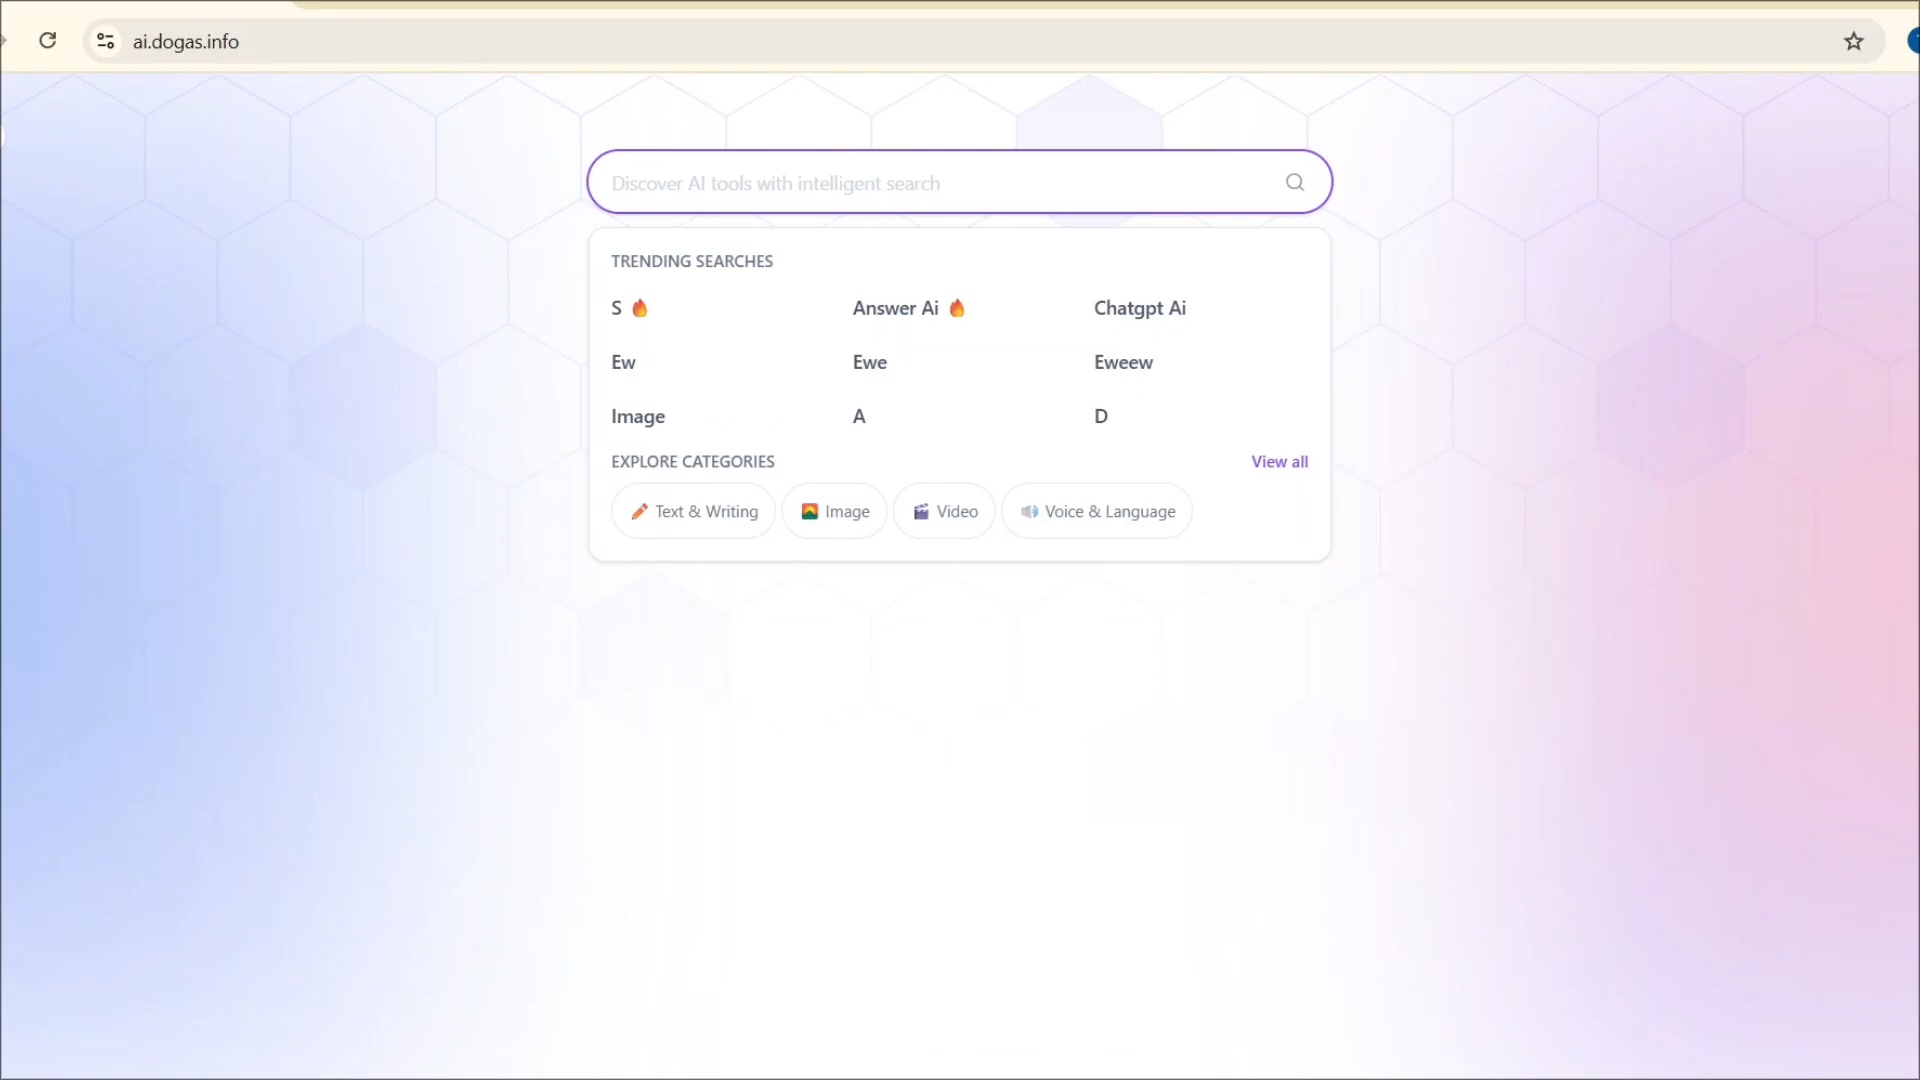 ai.dogas.info
Discover AI tools with intelligent search
TRENDING SEARCHES
S 🔥 Answer Ai 🔥 Chatgpt Ai
Ew Ewe Eweew
Image A D
EXPLORE CATEGORIES View all
Text & Writing Image Video Voice & Language